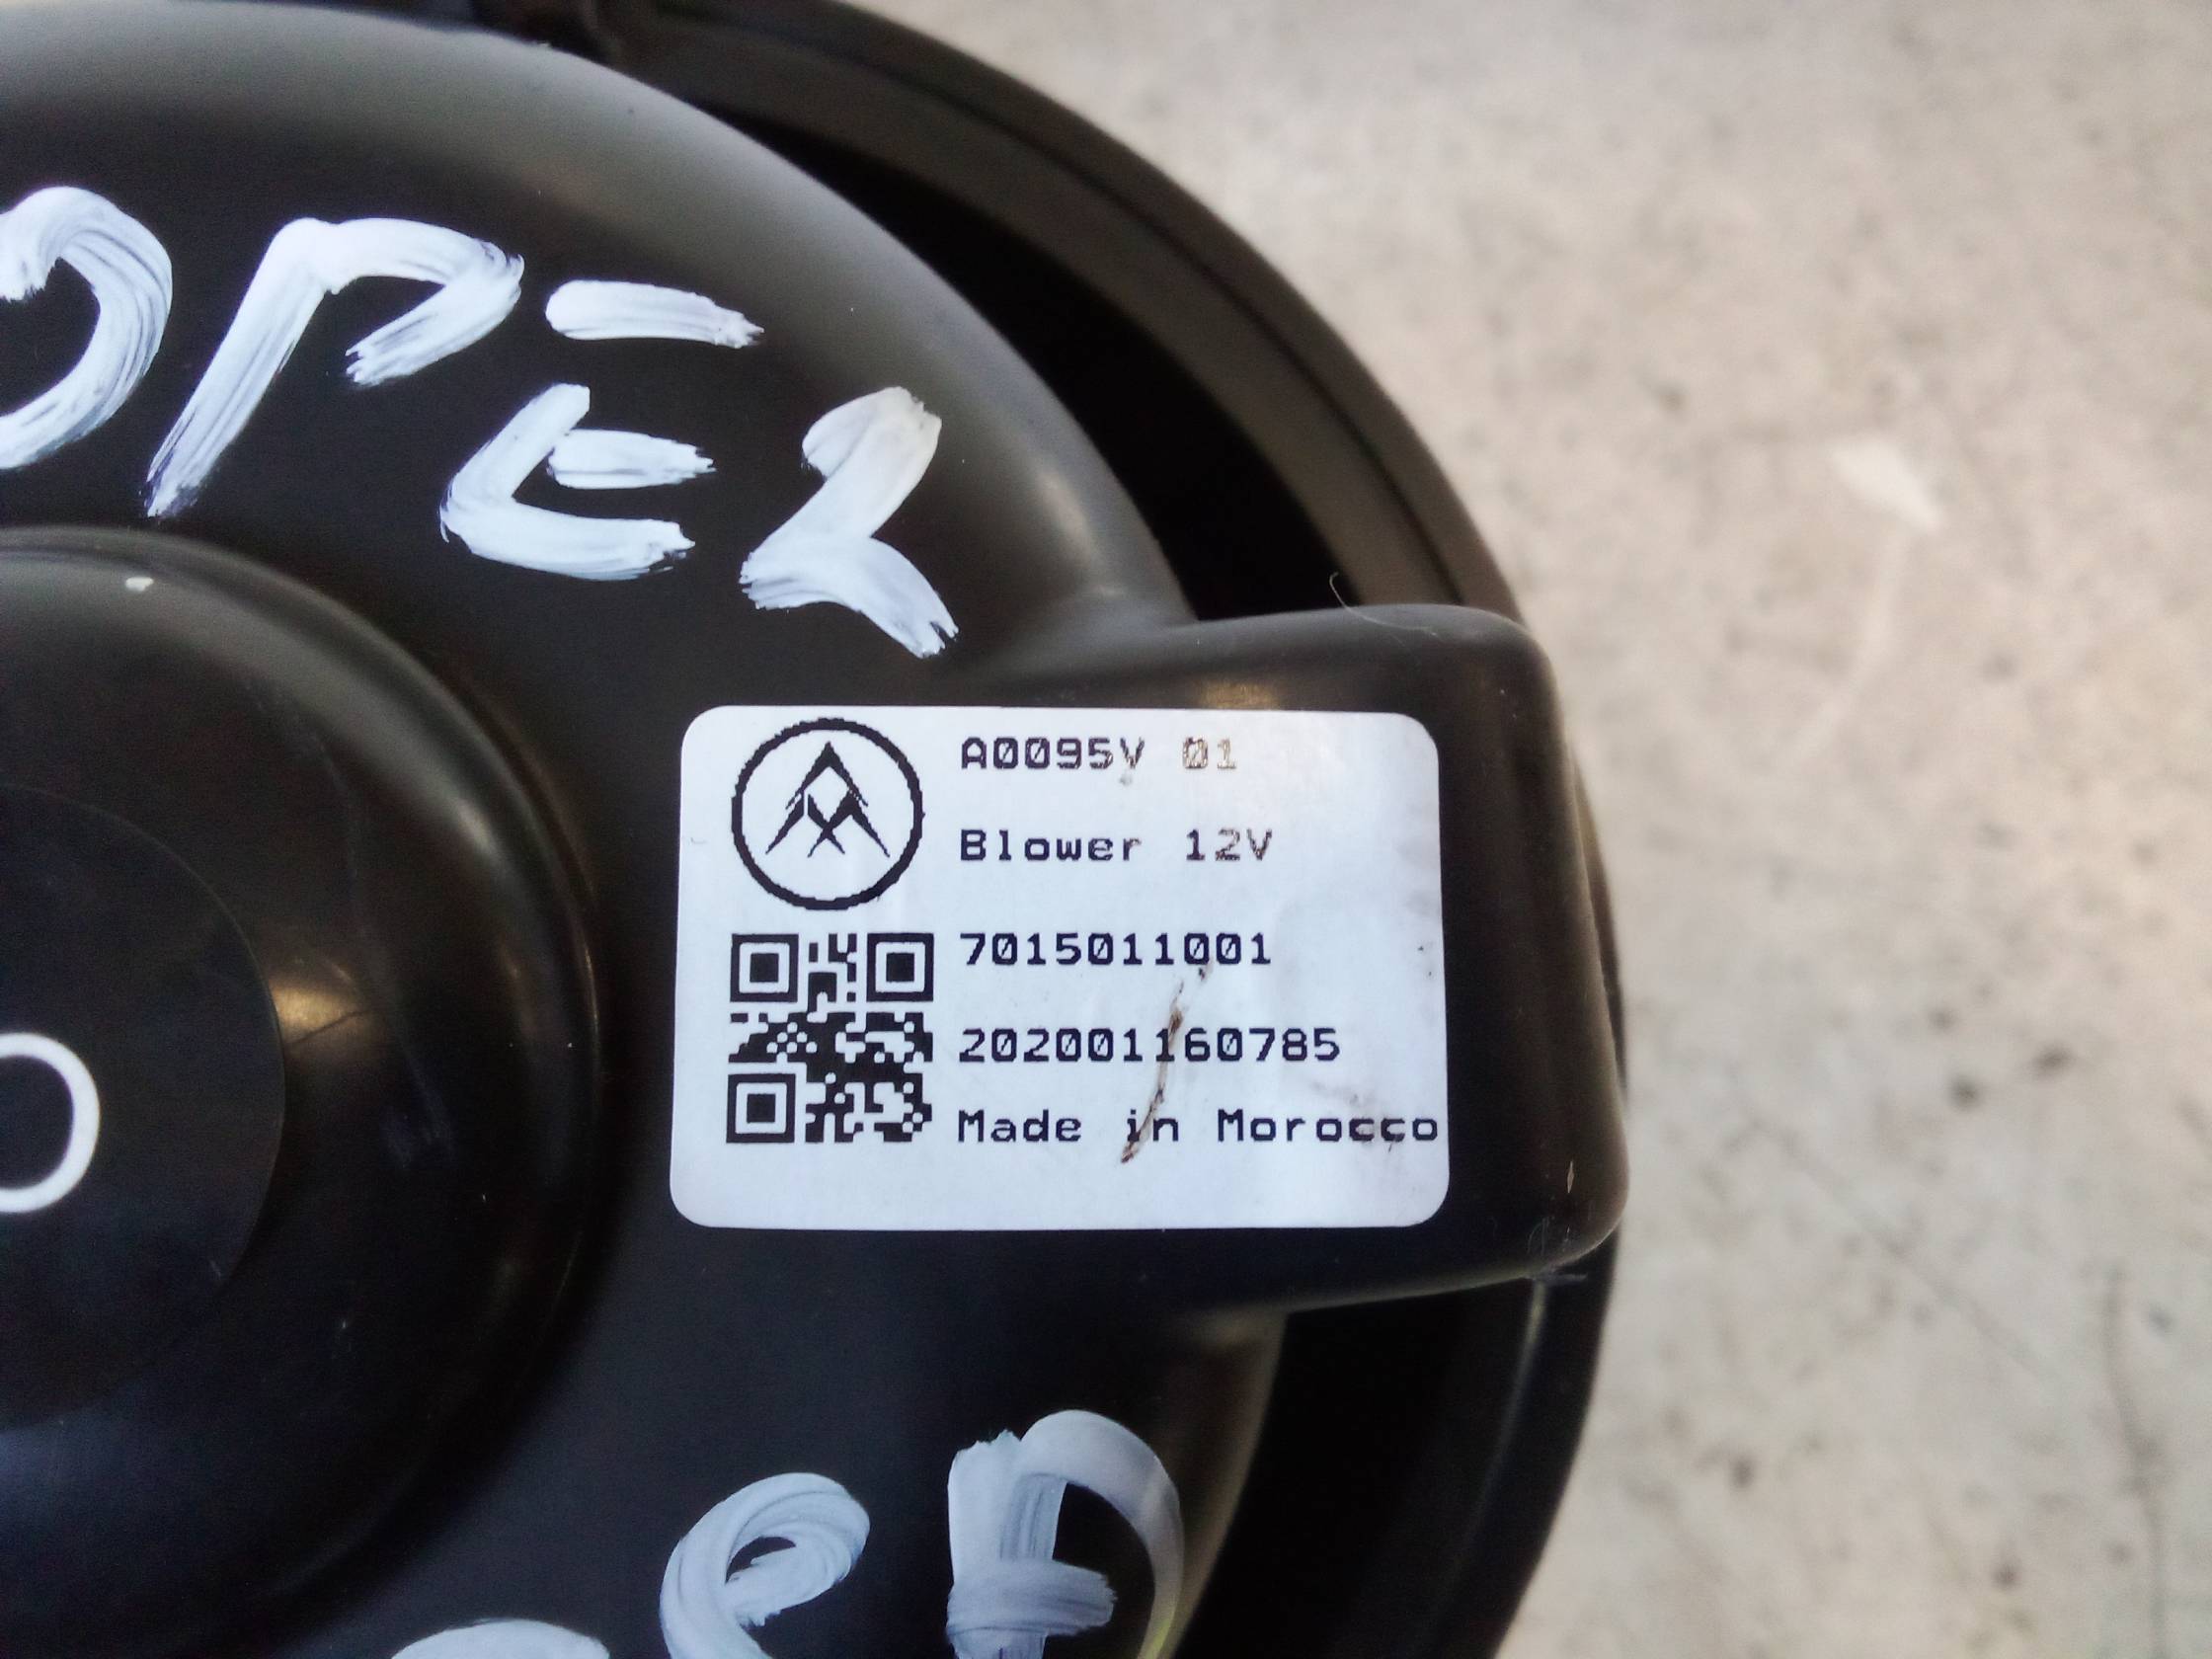 OPEL
A0095V 01
Blower 12V
7015011001
202001160785
Made in Morocco